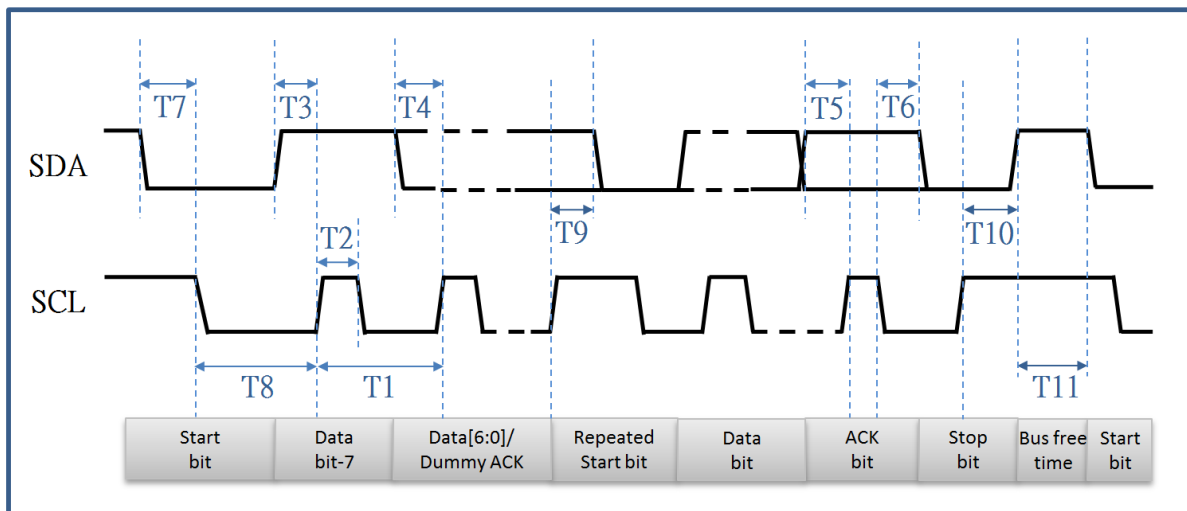 T7 T3 T4 T5 T6
SDA
T9 T10
T2
SCL
T8 T1 T11
Start bit
Data bit-7
Data[6:0]/ Dummy ACK
Repeated Start bit
Data bit
ACK bit
Stop bit
Bus free time
Start bit